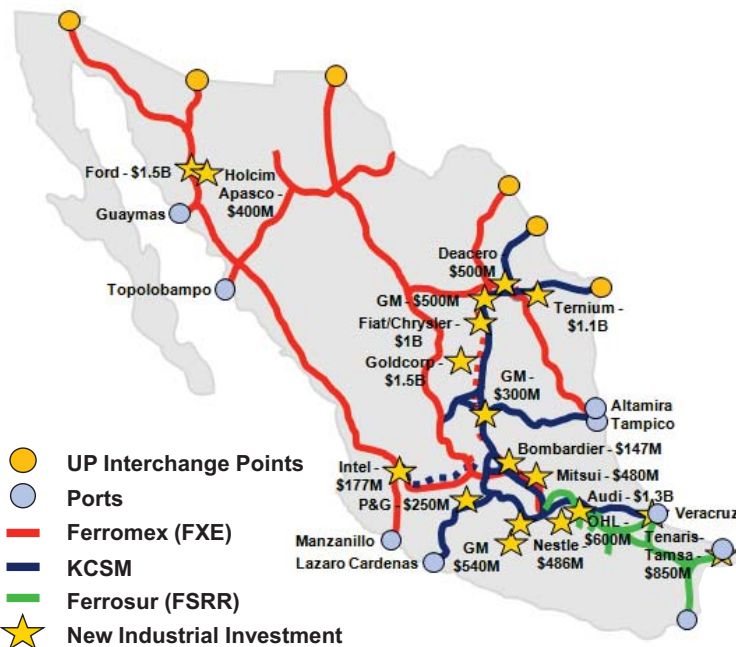 Ford - $1.5B
Holcim
Apasco -
$400M
Guaymas
Topolobampo
Deacero
$500M
GM - $500M
Ternium -
$1.1B
Fiat/Chrysler -
$1B
Goldcorp -
$1.5B
GM -
$300M
Altamira
Tampico
Bombardier - $147M
Intel -
$177M
Mitsui - $480M
P&G - $250M
Audi - $1.3B
Veracruz
OHL -
$600M
Tenaris-
Tamsa -
$850M
Manzanillo
Lazaro Cardenas
GM
$540M
Nestle -
$486M
UP Interchange Points
Ports
Ferromex (FXE)
KCSM
Ferrosur (FSRR)
New Industrial Investment